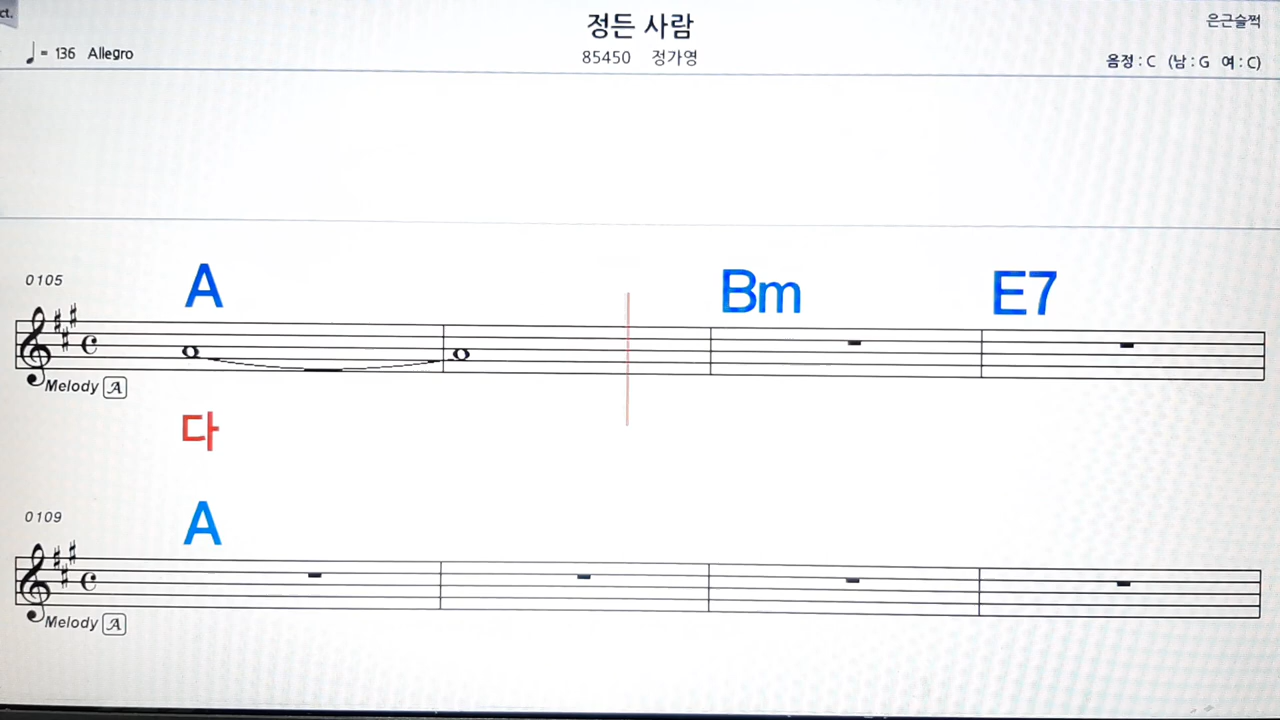 ct.
정든 사람
은근슬쩍
♩ = 136 Allegro
85450 정가영
음정 : C (남 : G 여 : C)
0105
A Bm E7
Melody A
다
0109
A
Melody A